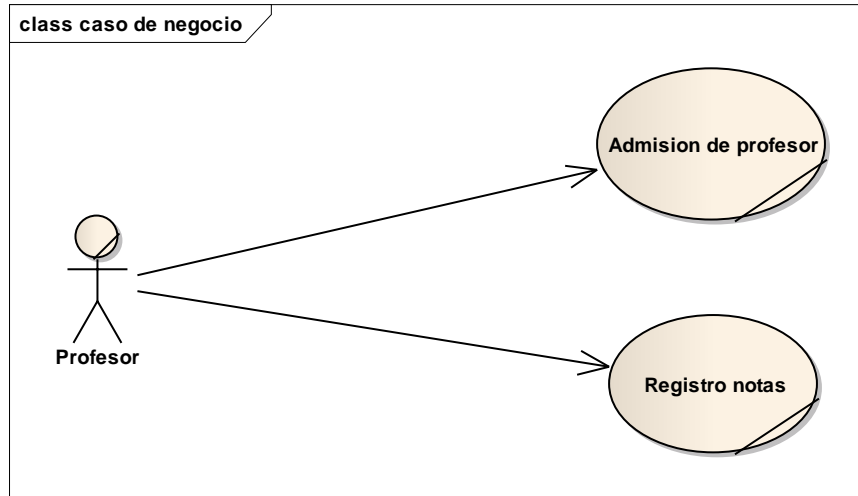 class caso de negocio
Admision de profesor
Profesor
Registro notas